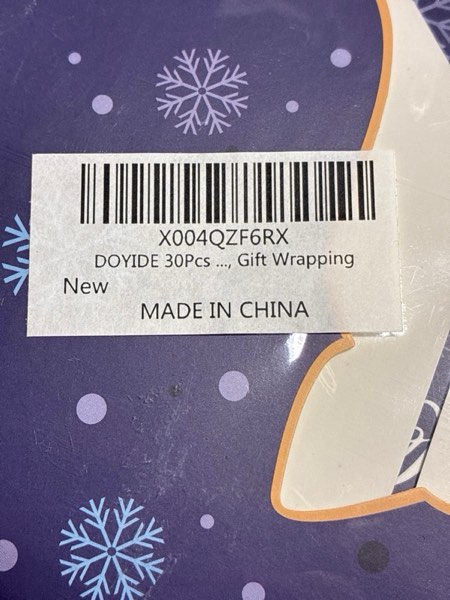 X004QZF6RX
DOYIDE 30Pcs ..., Gift Wrapping
New
MADE IN CHINA